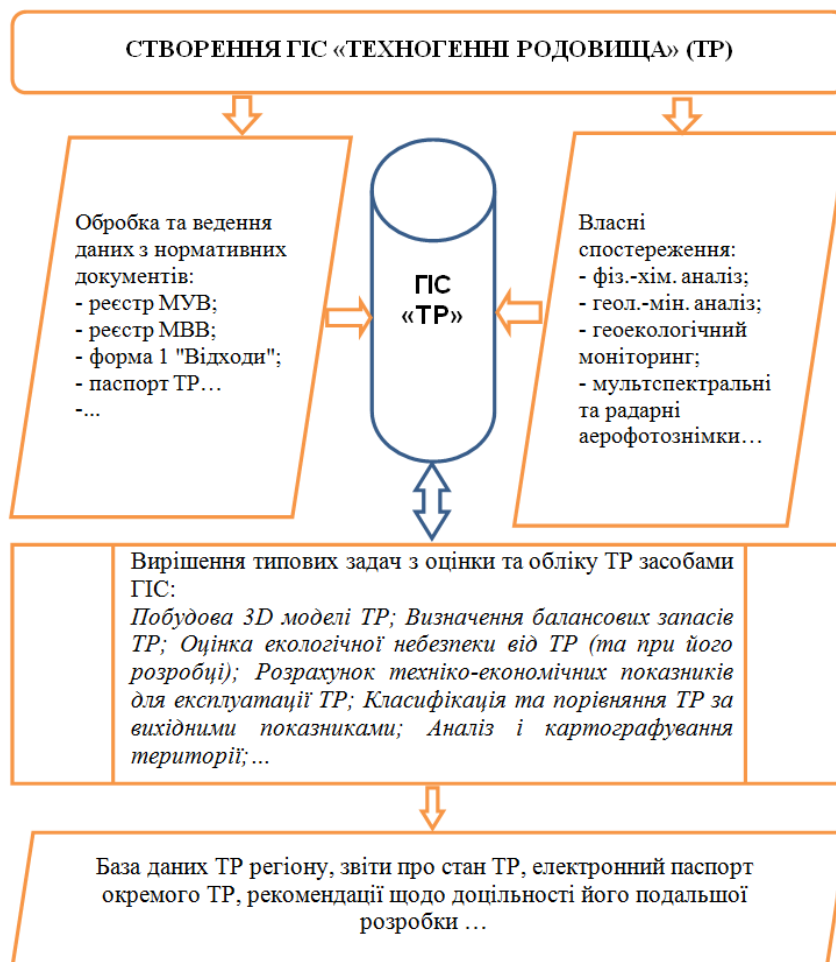 СТВОРЕННЯ ГІС «ТЕХНОГЕННІ РОДОВИЩА» (ТР)
Обробка та ведення
даних з нормативних
документів:
- реєстр МУВ;
- реєстр МВВ;
- форма 1 "Відходи";
- паспорт ТР…
-...
ГІС
«ТР»
Власні
спостереження:
- фіз.-хім. аналіз;
- геол.-мін. аналіз;
- геоекологічний
моніторинг;
- мультспектральні
та радарні
аерофотознімки…
Вирішення типових задач з оцінки та обліку ТР засобами
ГІС:
Побудова 3D моделі ТР; Визначення балансових запасів
ТР; Оцінка екологічної небезпеки від ТР (та при його
розробці); Розрахунок техніко-економічних показників
для експлуатації ТР; Класифікація та порівняння ТР за
вихідними показниками; Аналіз і картографування
території;…
База даних ТР регіону, звіти про стан ТР, електронний паспорт
окремого ТР, рекомендації щодо доцільності його подальшої
розробки …